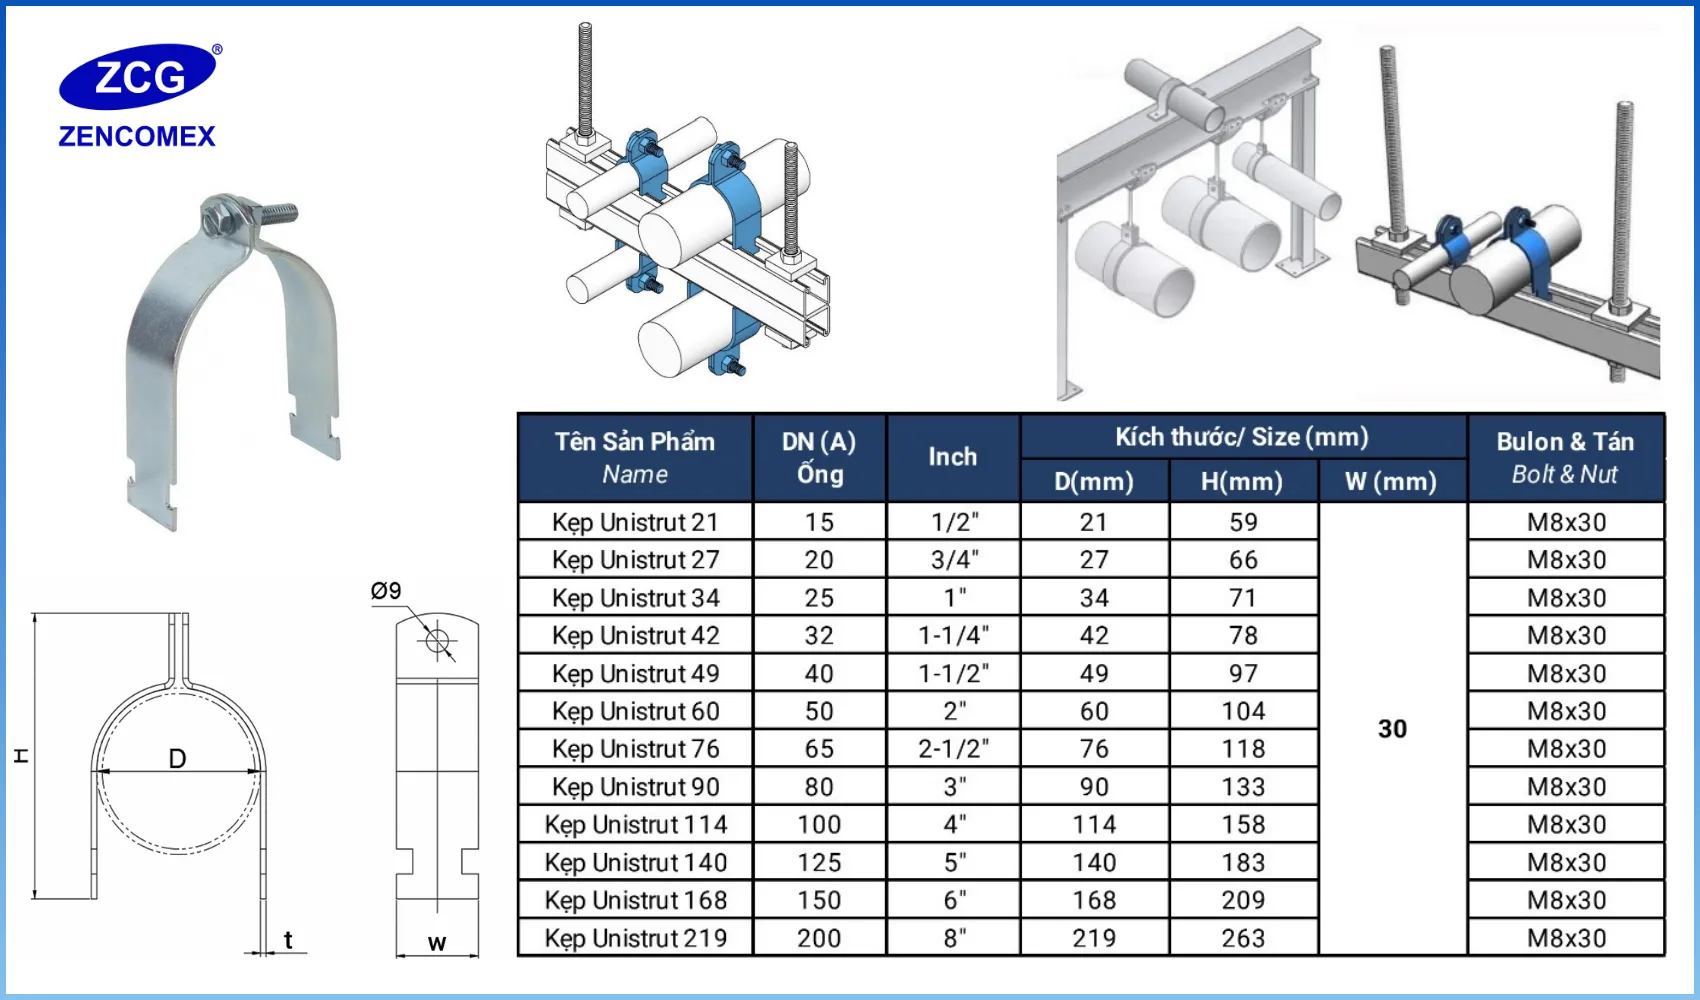 ZCG®
ZENCOMEX
Ø9
H
D
t
w
Tên Sản Phẩm
Name
DN (A)
Ống
Inch
Kích thước/ Size (mm)
D(mm) H(mm) W (mm)
Bulon & Tán
Bolt & Nut
Kẹp Unistrut 21 15 1/2" 21 59 M8x30
Kẹp Unistrut 27 20 3/4" 27 66 M8x30
Kẹp Unistrut 34 25 1" 34 71 M8x30
Kẹp Unistrut 42 32 1-1/4" 42 78 M8x30
Kẹp Unistrut 49 40 1-1/2" 49 97 M8x30
Kẹp Unistrut 60 50 2" 60 104 M8x30
30
Kẹp Unistrut 76 65 2-1/2" 76 118 M8x30
Kẹp Unistrut 90 80 3" 90 133 M8x30
Kẹp Unistrut 114 100 4" 114 158 M8x30
Kẹp Unistrut 140 125 5" 140 183 M8x30
Kẹp Unistrut 168 150 6" 168 209 M8x30
Kẹp Unistrut 219 200 8" 219 263 M8x30